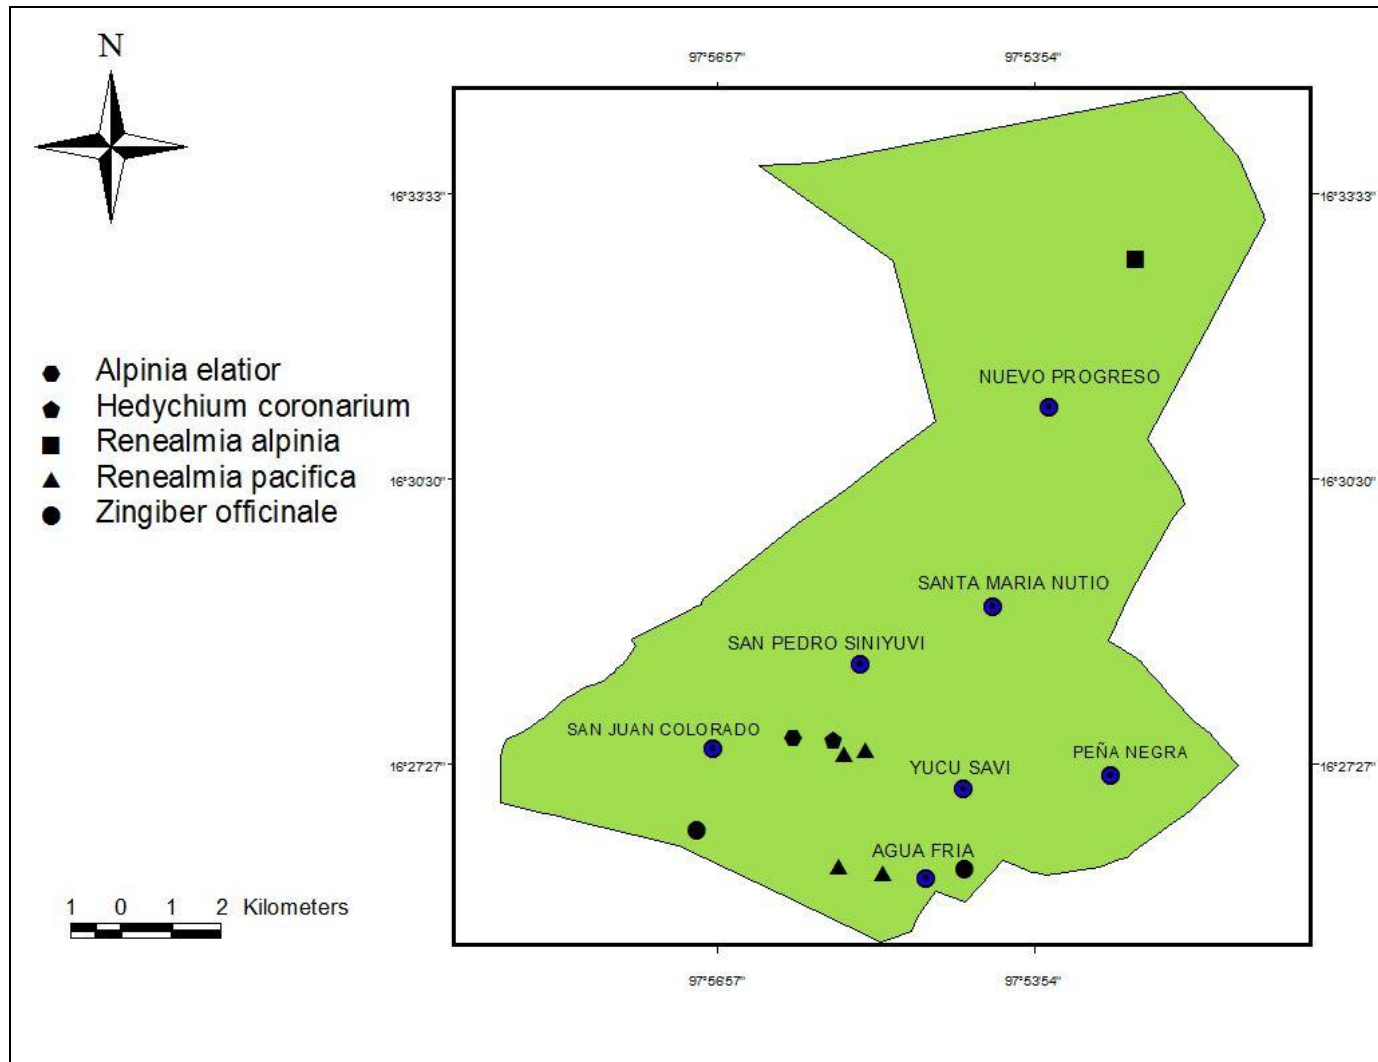 N
97°56'57"
97°53'54"
16°33'33"
16°33'33"
Alpinia elatior
Hedychium coronarium
Renealmia alpinia
Renealmia pacifica
Zingiber officinale
NUEVO PROGRESO
16°30'30"
16°30'30"
SANTA MARIA NUTIO
SAN PEDRO SINIYUVI
SAN JUAN COLORADO
PEÑA NEGRA
YUCU SAVI
16°27'27"
16°27'27"
AGUA FRIA
1 0 1 2 Kilometers
97°56'57"
97°53'54"